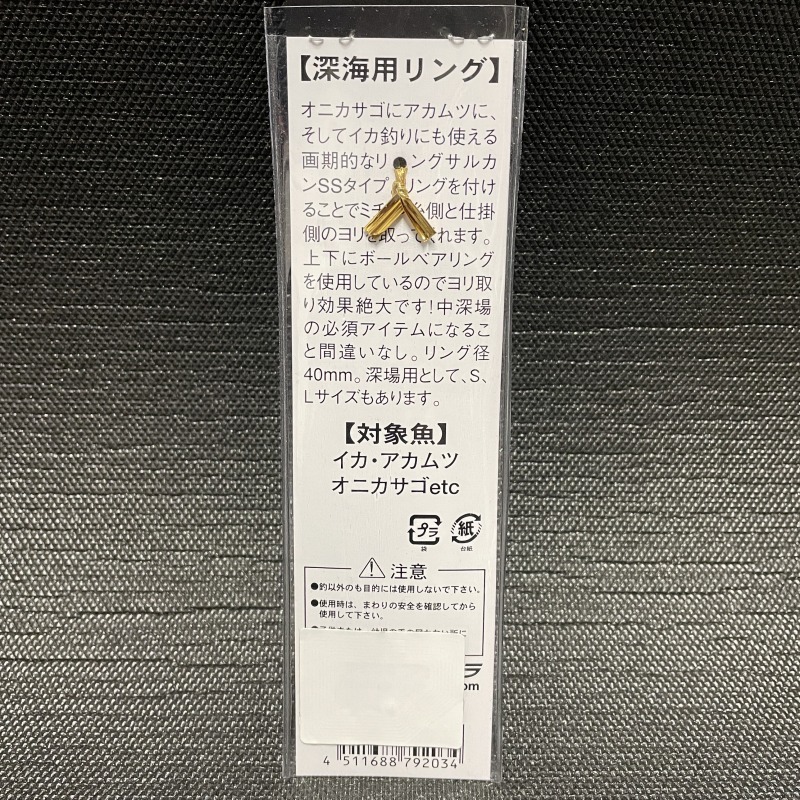 【深海用リング】
オニカサゴにアカムツに、
そしてイカ釣りにも使える
画期的なリングサルカ
ンSSタイプ リングを付け
ることでミチ糸側と仕掛
側のヨリを取ってくれます。
上下にボールベアリング
を使用しているのでヨリ取
り効果絶大です!中深場
の必須アイテムになるこ
と間違いなし。リング径
40mm。深場用として、S、
Lサイズもあります。
【対象魚】
イカ・アカムツ
オニカサゴetc
プラ 紙
袋 台紙
注意
●釣以外のも目的には使用しないで下さい。
●使用時は、まわりの安全を確認してから
使用して下さい。
ラ
om
4 511688 792034